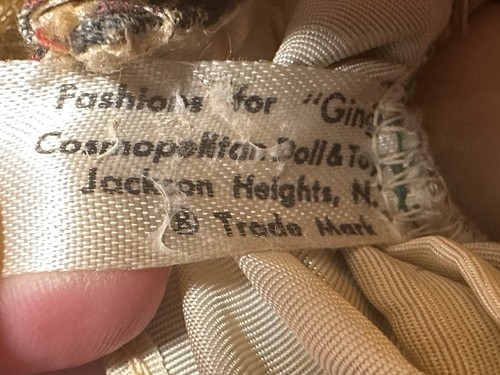 Fashions for "Ging
Cosmopolitan Doll & Toy
Jackson Heights, N.
® Trade Mark